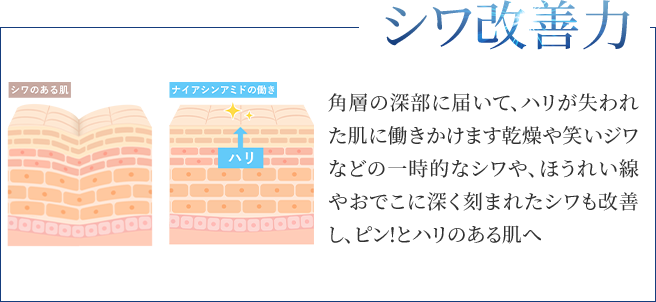 シワ改善力
シワのある肌
ナイアシンアミドの働き
ハリ
角層の深部に届いて、ハリが失われ
た肌に働きかけます乾燥や笑いジワ
などの一時的なシワや、ほうれい線
やおでこに深く刻まれたシワも改善
し、ピン!とハリのある肌へ